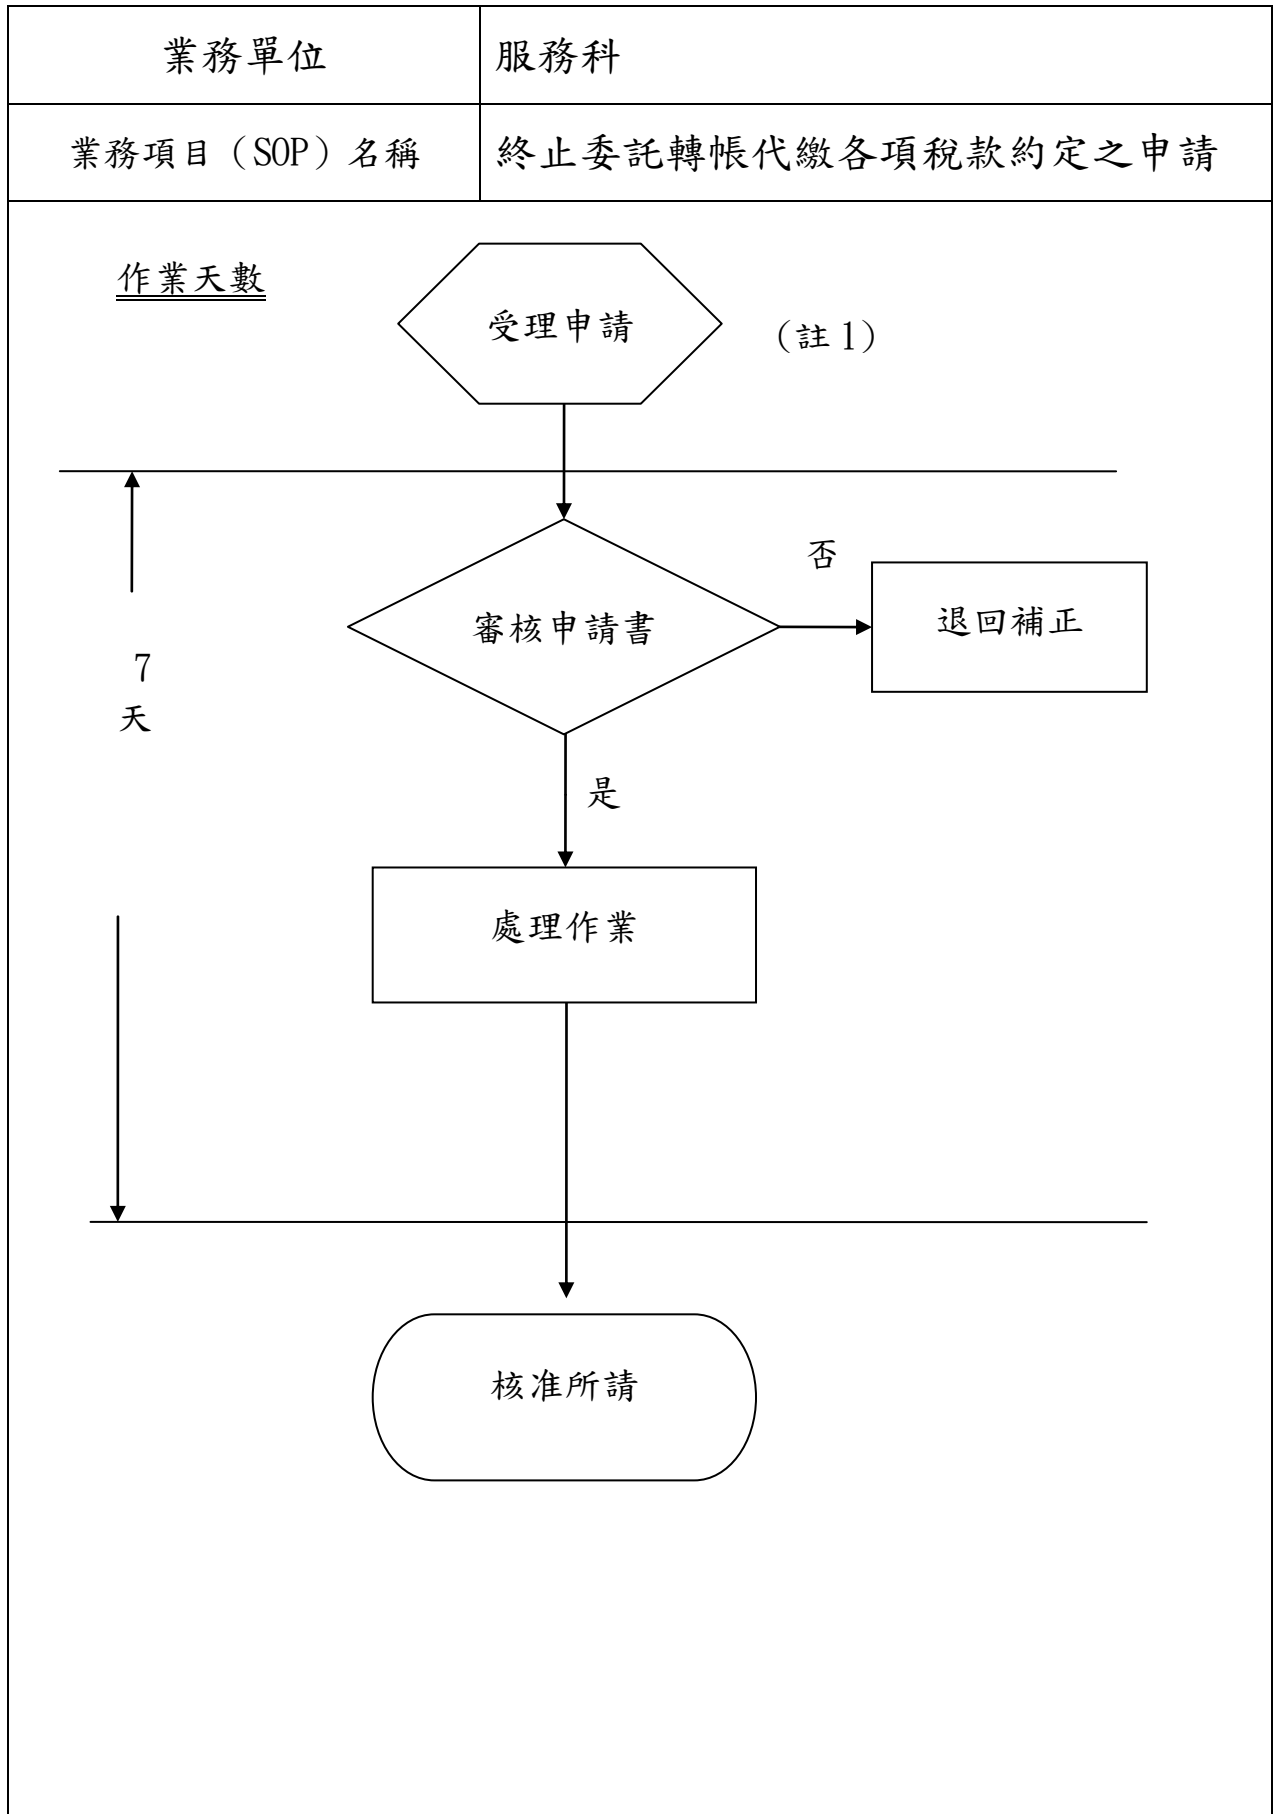 業務單位
服務科
業務項目（SOP）名稱
終止委託轉帳代繳各項稅款約定之申請
作業天數
受理申請
（註 1）
否
審核申請書
退回補正
7
天
是
處理作業
核准所請